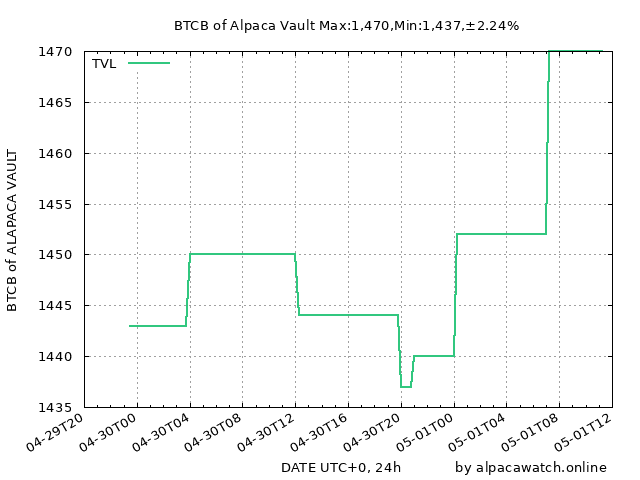 BTCB of Alpaca Vault Max:1,470,Min:1,437,±2.24%
TVL
1470
1465
1460
1455
1450
1445
1440
1435
BTCB of ALAPACA VAULT
04-29T20
04-30T00
04-30T04
04-30T08
04-30T12
04-30T16
04-30T20
05-01T00
05-01T04
05-01T08
05-01T12
DATE UTC+0, 24h
by alpacawatch.online